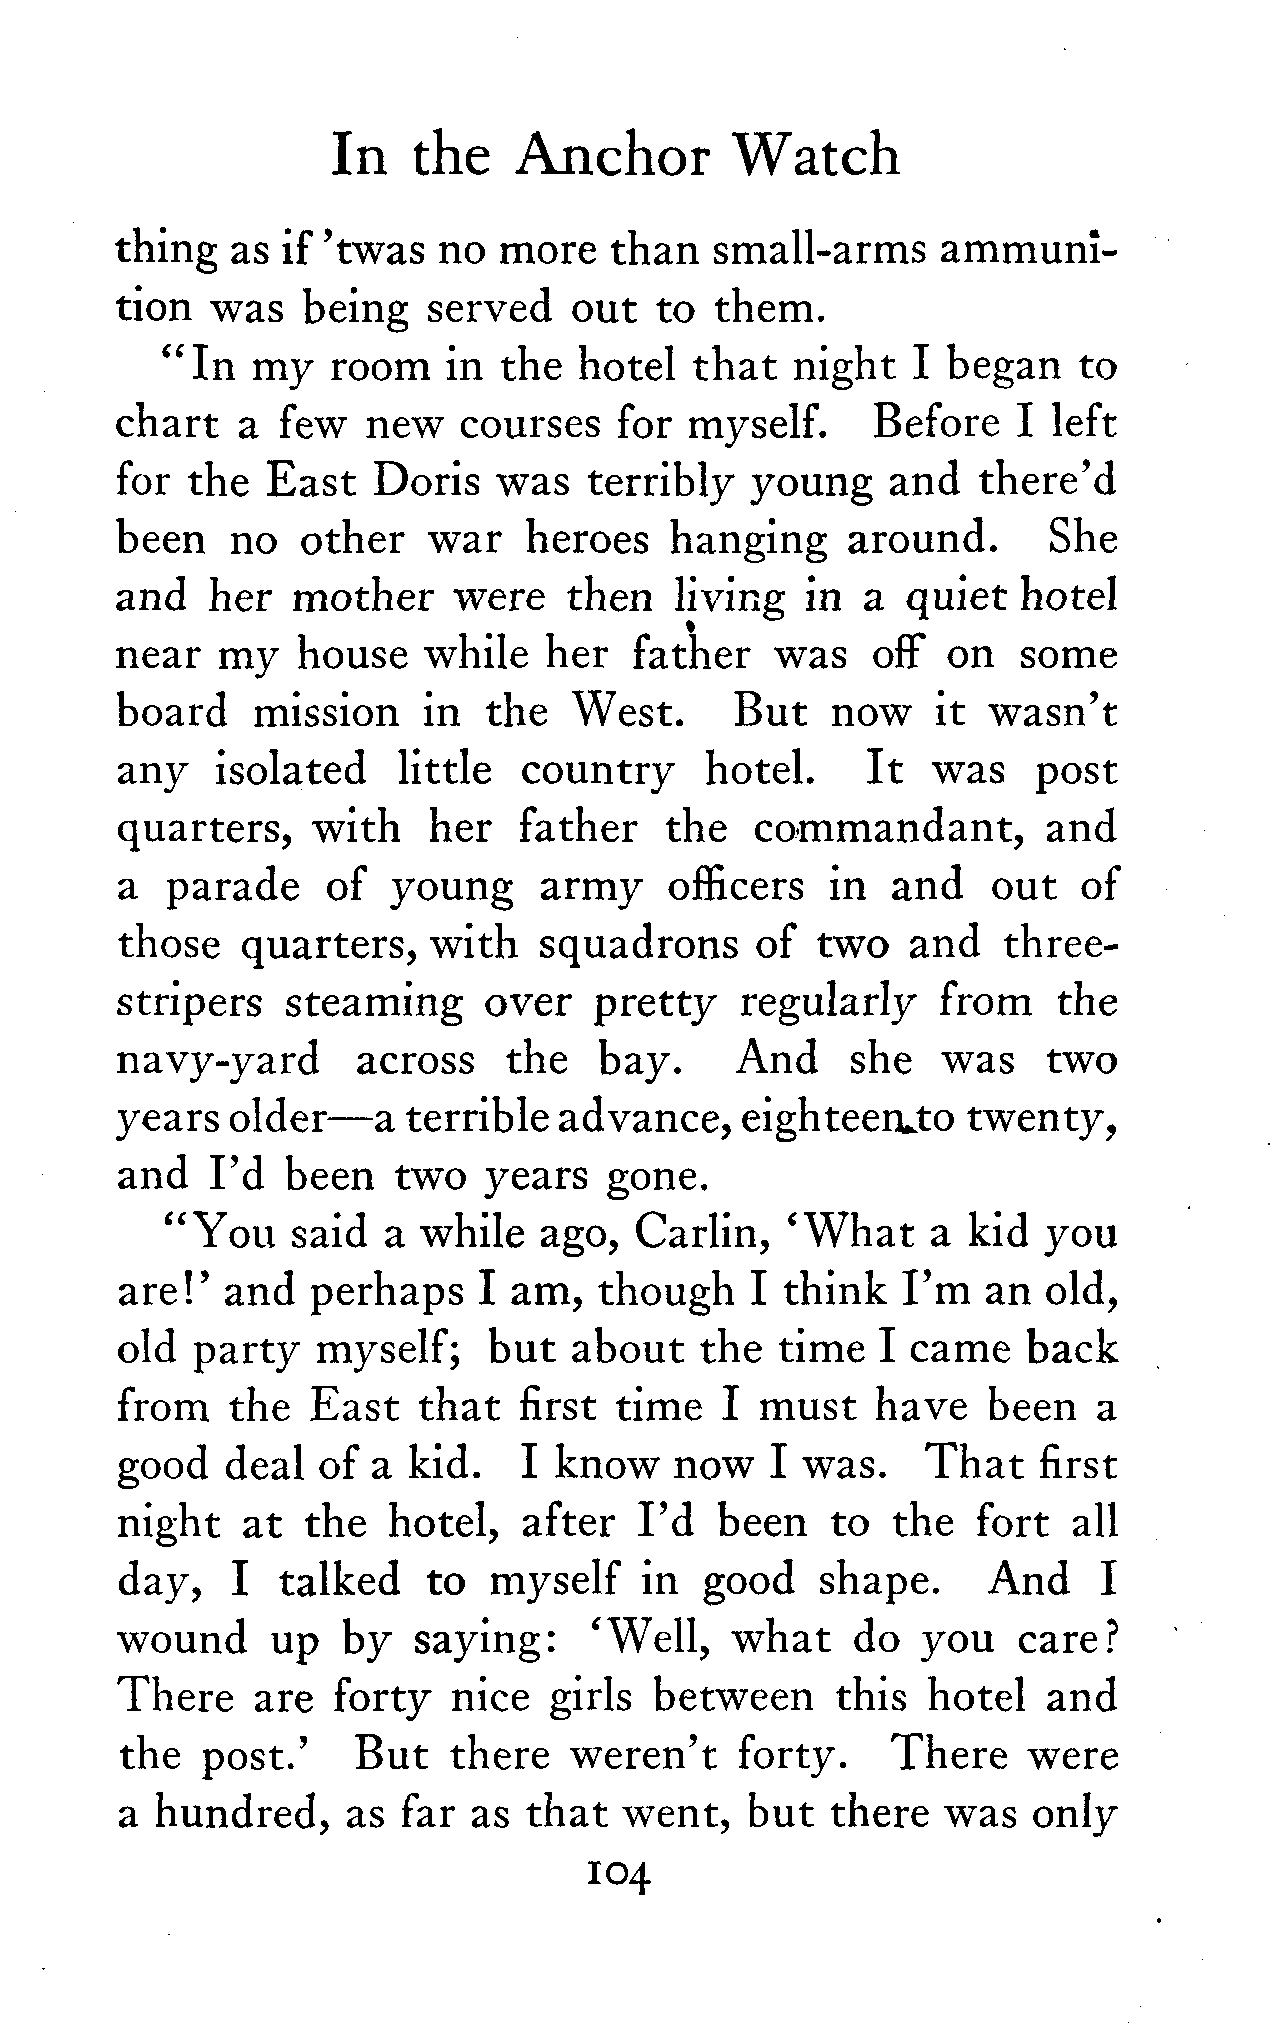 In the Anchor Watch
thing as if 'twas no more than small-arms ammuni-
tion was being served out to them.
"In my room in the hotel that night I began to
chart a few new courses for myself. Before I left
for the East Doris was terribly young and there'd
been no other war heroes hanging around. She
and her mother were then living in a quiet hotel
near my house while her father was off on some
board mission in the West. But now it wasn't
any isolated little country hotel. It was post
quarters, with her father the commandant, and
a parade of young army officers in and out of
those quarters, with squadrons of two and three-
stripers steaming over pretty regularly from the
navy-yard across the bay. And she was two
years older—a terrible advance, eighteen to twenty,
and I'd been two years gone.
"You said a while ago, Carlin, 'What a kid you
are!' and perhaps I am, though I think I'm an old,
old party myself; but about the time I came back
from the East that first time I must have been a
good deal of a kid. I know now I was. That first
night at the hotel, after I'd been to the fort all
day, I talked to myself in good shape. And I
wound up by saying: 'Well, what do you care?
There are forty nice girls between this hotel and
the post.' But there weren't forty. There were
a hundred, as far as that went, but there was only
104